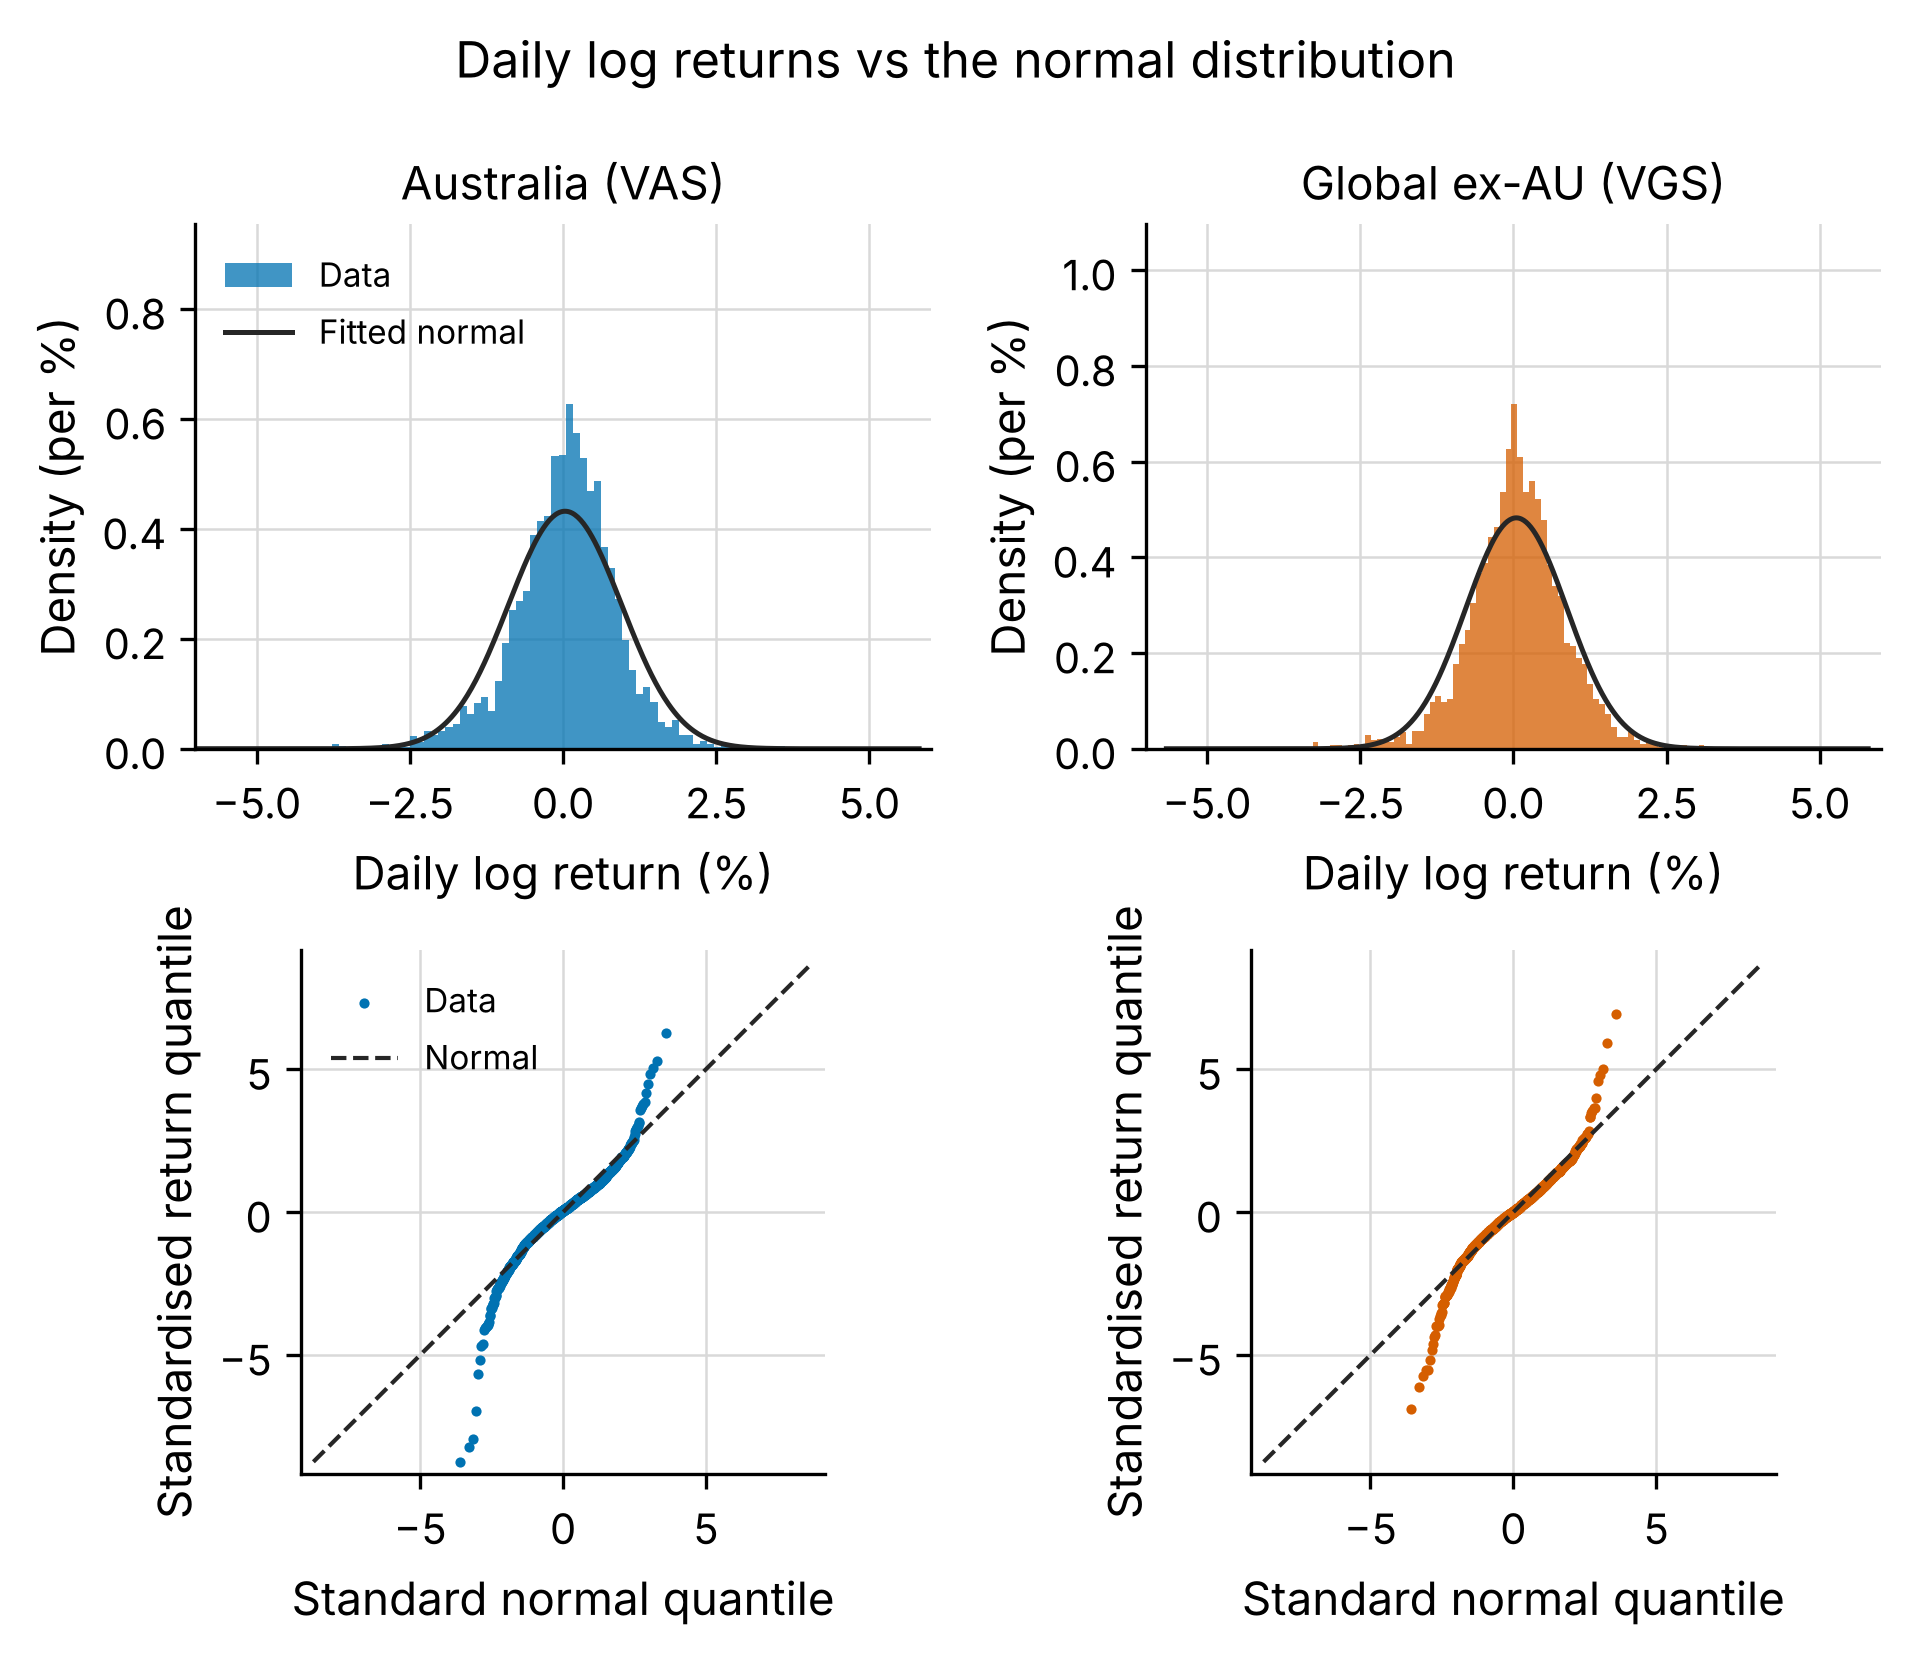 Daily log returns vs the normal distribution
Australia (VAS)
Density (per %)
0.8
0.6
0.4
0.2
0.0
Data
Fitted normal
−5.0 −2.5 0.0 2.5 5.0
Daily log return (%)
Global ex-AU (VGS)
Density (per %)
1.0
0.8
0.6
0.4
0.2
0.0
−5.0 −2.5 0.0 2.5 5.0
Daily log return (%)
Standardised return quantile
5
0
−5
Data
Normal
−5 0 5
Standard normal quantile
Standardised return quantile
5
0
−5
−5 0 5
Standard normal quantile